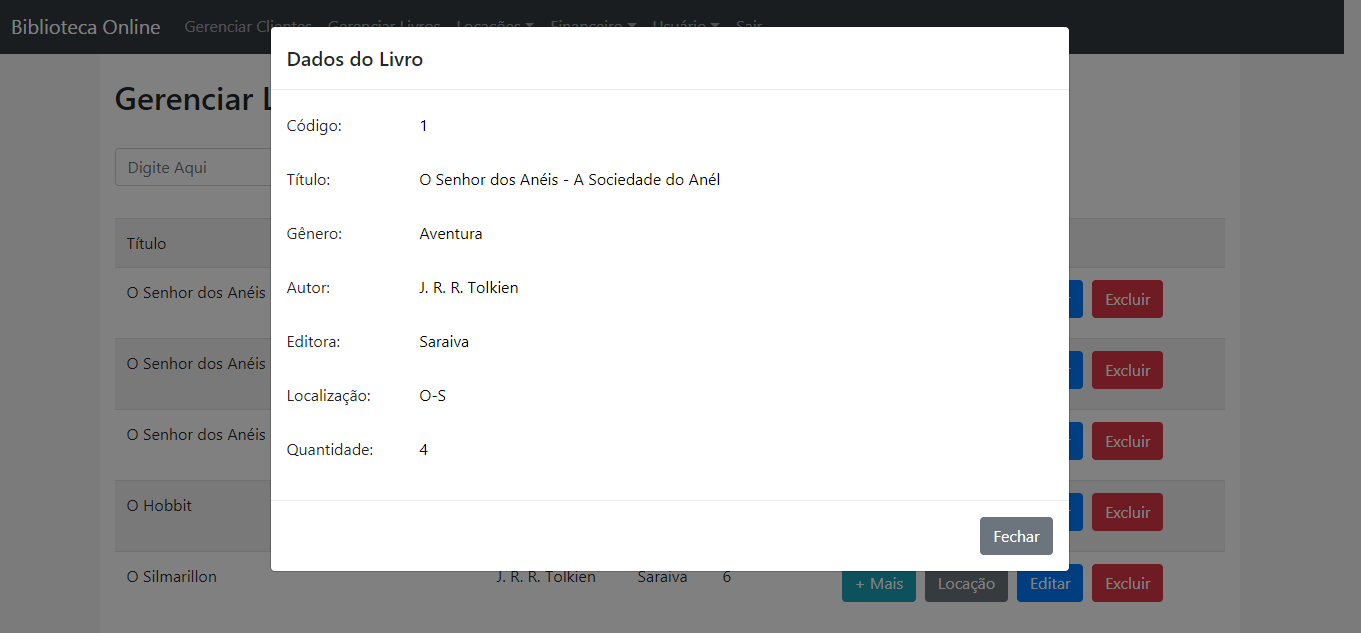 Biblioteca Online Gerenciar Clientes Gerenciar Livros Locações Financeiro Usuário Sair
Dados do Livro
Gerenciar L
Código: 1
Digite Aqui
Título: O Senhor dos Anéis - A Sociedade do Anél
Gênero: Aventura
Título
Autor: J. R. R. Tolkien
O Senhor dos Anéis Excluir
Editora: Saraiva
O Senhor dos Anéis Excluir
Localização: O-S
O Senhor dos Anéis Excluir
Quantidade: 4
O Hobbit Excluir
Fechar
O Silmarillon J. R. R. Tolkien Saraiva 6 + Mais Locação Editar Excluir